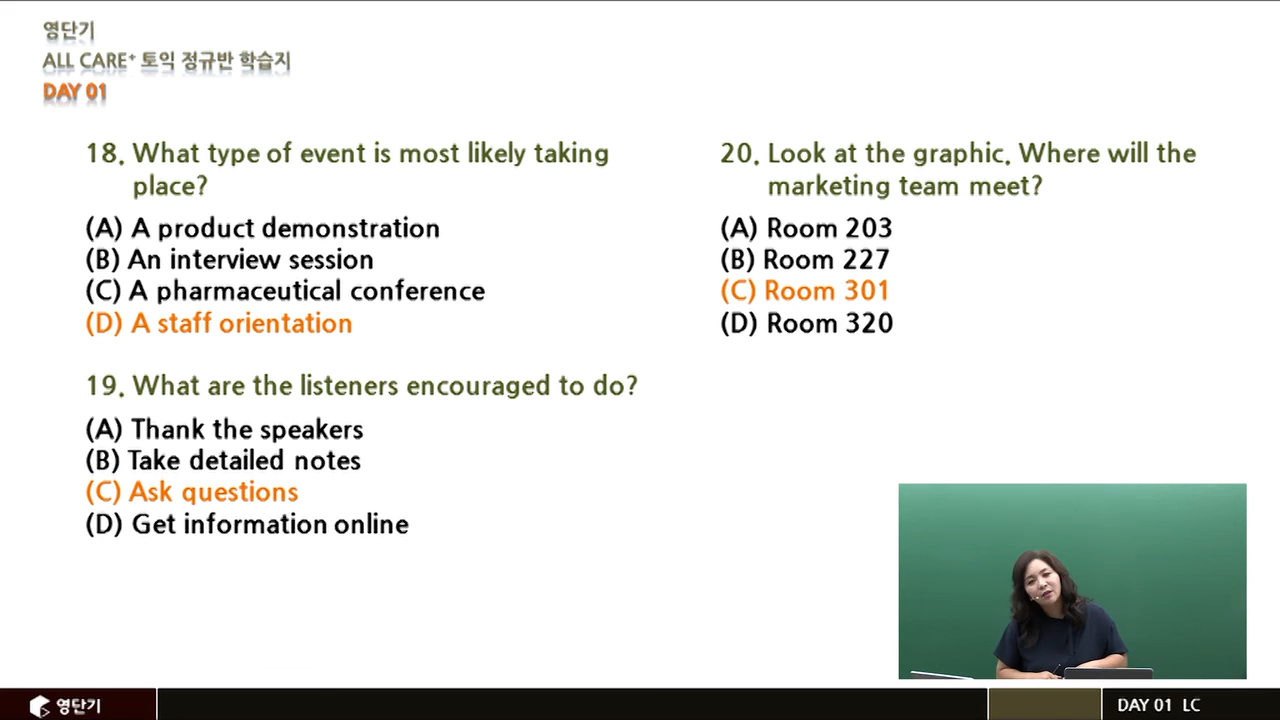 영단기
ALL CARE+ 토익 정규반 학습지
DAY 01
18. What type of event is most likely taking
place?
(A) A product demonstration
(B) An interview session
(C) A pharmaceutical conference
(D) A staff orientation
19. What are the listeners encouraged to do?
(A) Thank the speakers
(B) Take detailed notes
(C) Ask questions
(D) Get information online
20. Look at the graphic. Where will the
marketing team meet?
(A) Room 203
(B) Room 227
(C) Room 301
(D) Room 320
영단기
DAY 01 LC